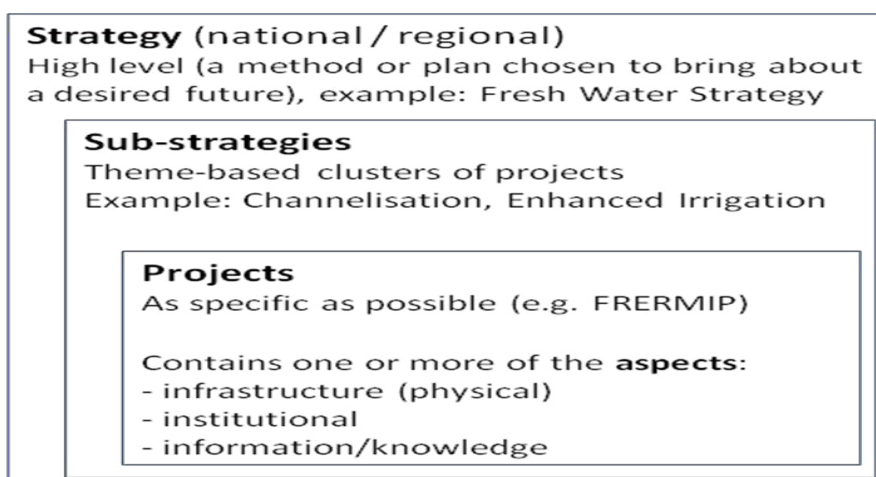 Strategy (national / regional)
High level (a method or plan chosen to bring about
a desired future), example: Fresh Water Strategy
Sub-strategies
Theme-based clusters of projects
Example: Channelisation, Enhanced Irrigation
Projects
As specific as possible (e.g. FRERMIP)
Contains one or more of the aspects:
- infrastructure (physical)
- institutional
- information/knowledge